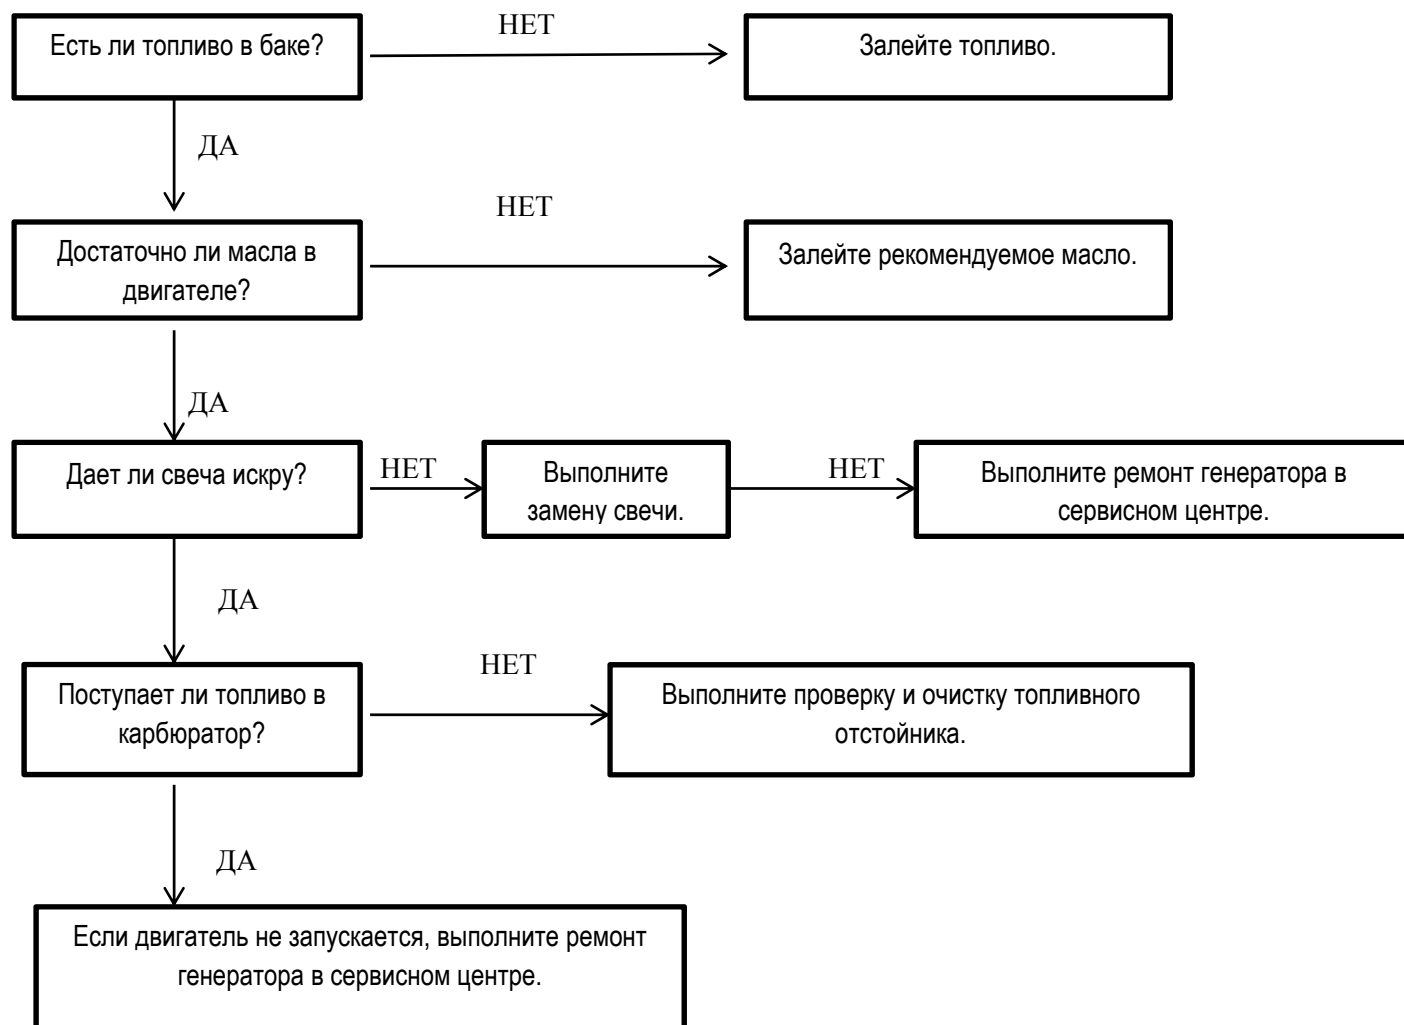 Есть ли топливо в баке?
НЕТ
Залейте топливо.
ДА
Достаточно ли масла в
двигателе?
НЕТ
Залейте рекомендуемое масло.
ДА
Дает ли свеча искру?
НЕТ
Выполните
замену свечи.
НЕТ
Выполните ремонт генератора в
сервисном центре.
ДА
Поступает ли топливо в
карбюратор?
НЕТ
Выполните проверку и очистку топливного
отстойника.
ДА
Если двигатель не запускается, выполните ремонт
генератора в сервисном центре.